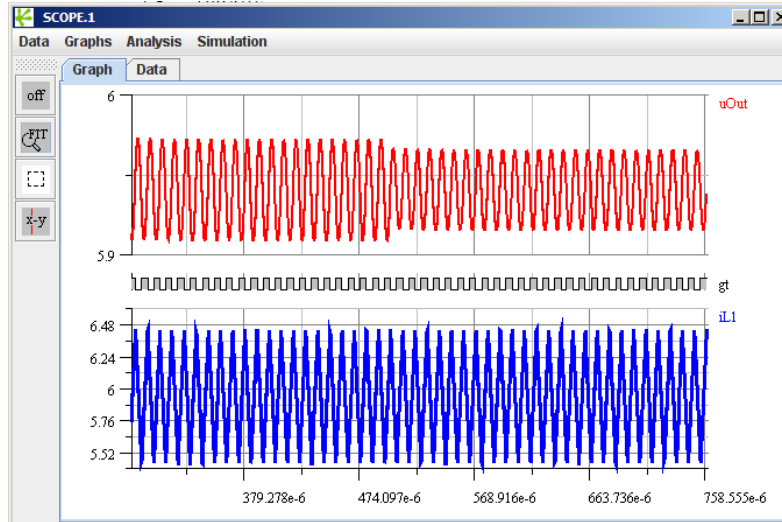 SCOPE.1
Data Graphs Analysis Simulation
Graph Data
off
FIT
x-y
6
uOut
5.9
gt
iL1
6.48
6.24
6
5.76
5.52
379.278e-6 474.097e-6 568.916e-6 663.736e-6 758.555e-6